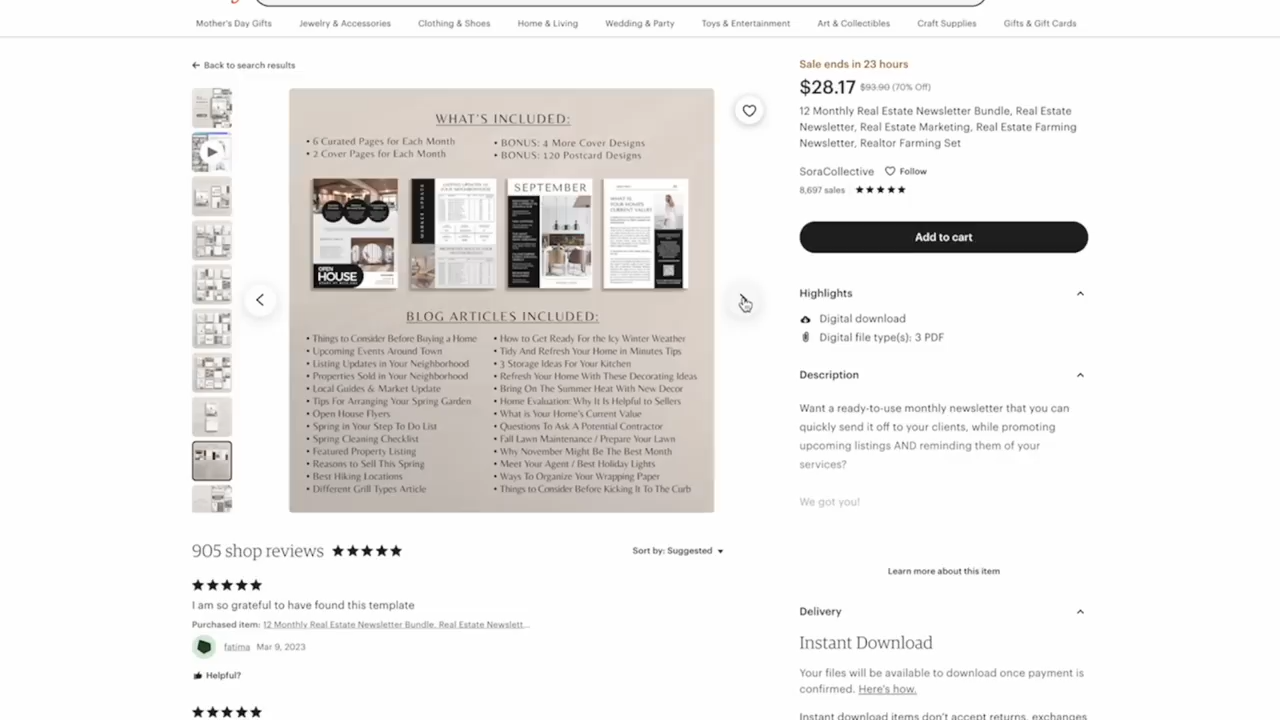 Mother's Day Gifts
Jewelry & Accessories
Clothing & Shoes
Home & Living
Wedding & Party
Toys & Entertainment
Art & Collectibles
Craft Supplies
Gifts & Gift Cards
Back to search results
WHAT'S INCLUDED:
• 6 Curated Pages for Each Month
• 2 Cover Pages for Each Month
• BONUS: 4 More Cover Designs
• BONUS: 120 Postcard Designs
OPEN
HOUSE
MARKET UPDATE
SEPTEMBER
WHAT IS
YOUR HOME'S
CURRENT VALUE?
BLOG ARTICLES INCLUDED:
• Things to Consider Before Buying a Home
• Upcoming Events Around Town
• Listing Updates in Your Neighborhood
• Properties Sold in Your Neighborhood
• Local Guides & Market Update
• Tips For Arranging Your Spring Garden
• Open House Flyers
• Spring in Your Step To Do List
• Spring Cleaning Checklist
• Featured Property Listing
• Reasons to Sell This Spring
• Best Hiking Locations
• Different Grill Types Article
• How to Get Ready For the Icy Winter Weather
• Tidy And Refresh Your Home in Minutes Tips
• 3 Storage Ideas For Your Kitchen
• Refresh Your Home With These Decorating Ideas
• Bring On The Summer Heat With New Decor
• Home Evaluation: Why It Is Helpful to Sellers
• What is Your Home's Current Value
• Questions To Ask A Potential Contractor
• Fall Lawn Maintenance / Prepare Your Lawn
• Why November Might Be The Best Month
• Meet Your Agent / Best Holiday Lights
• Ways To Organize Your Wrapping Paper
• Things to Consider Before Kicking It To The Curb
905 shop reviews
Sort by: Suggested
I am so grateful to have found this template
Purchased item: 12 Monthly Real Estate Newsletter Bundle, Real Estate Newslett...
fatima Mar 9, 2023
Helpful?
Sale ends in 23 hours
$28.17 $93.90 (70% Off)
12 Monthly Real Estate Newsletter Bundle, Real Estate
Newsletter, Real Estate Marketing, Real Estate Farming
Newsletter, Realtor Farming Set
SoraCollective Follow
8,697 sales
Add to cart
Highlights
Digital download
Digital file type(s): 3 PDF
Description
Want a ready-to-use monthly newsletter that you can
quickly send it off to your clients, while promoting
upcoming listings AND reminding them of your
services?
We got you!
Learn more about this item
Delivery
Instant Download
Your files will be available to download once payment is
confirmed. Here's how.
Instant download items don't accept returns, exchanges